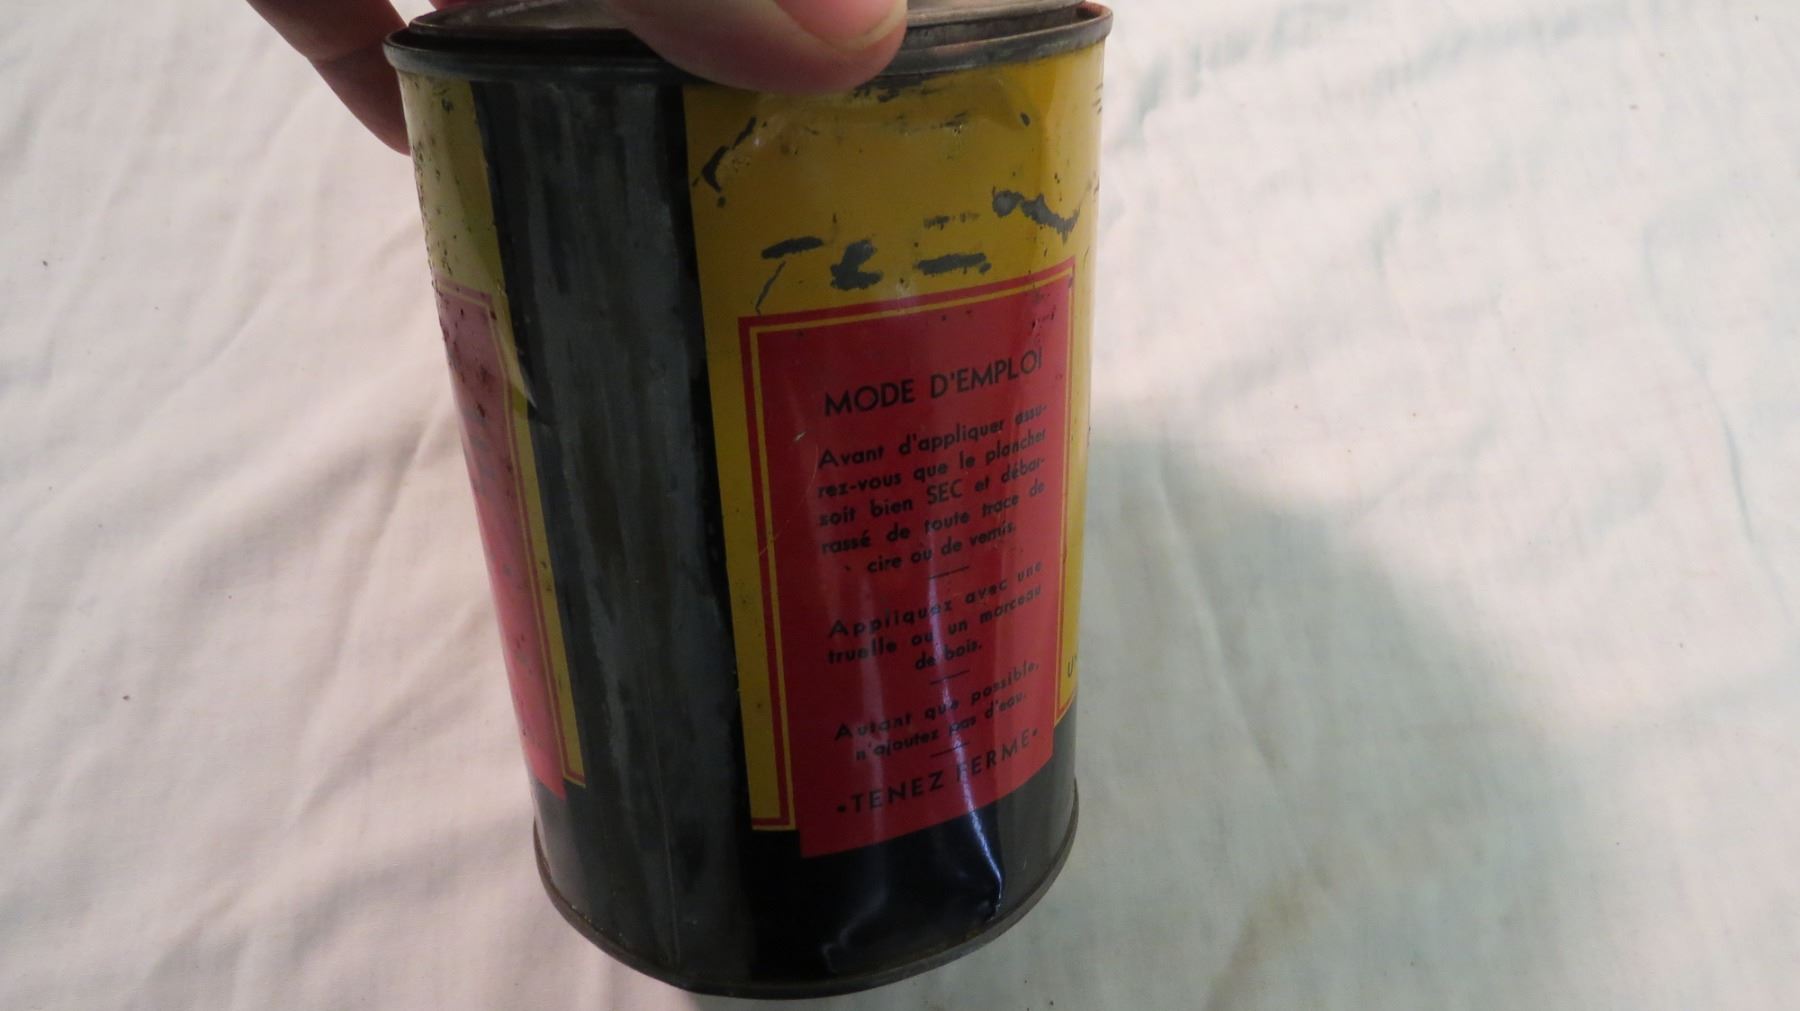 MODE D'EMPLOI
Avant d'appliquer assu-
rez-vous que le plancher
soit bien SEC et débar-
rassé de toute trace de
cire ou de vernis.
Appliquez avec une
truelle ou un morceau
de bois.
Autant que possible,
n'ajoutez pas d'eau.
•TENEZ FERME•